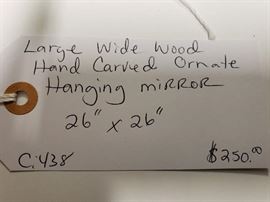 Large Wide Wood
Hand Carved Ornate
Hanging mirror
26" x 26"
C.438 $250.00